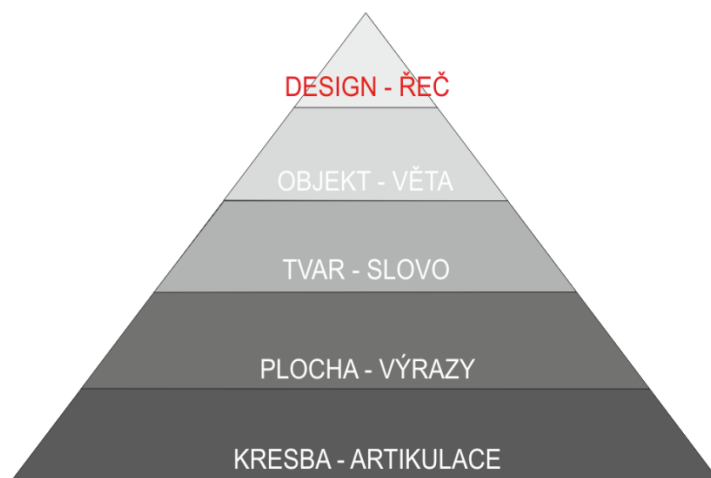 DESIGN - ŘEČ
OBJEKT - VĚTA
TVAR - SLOVO
PLOCHA - VÝRAZY
KRESBA - ARTIKULACE